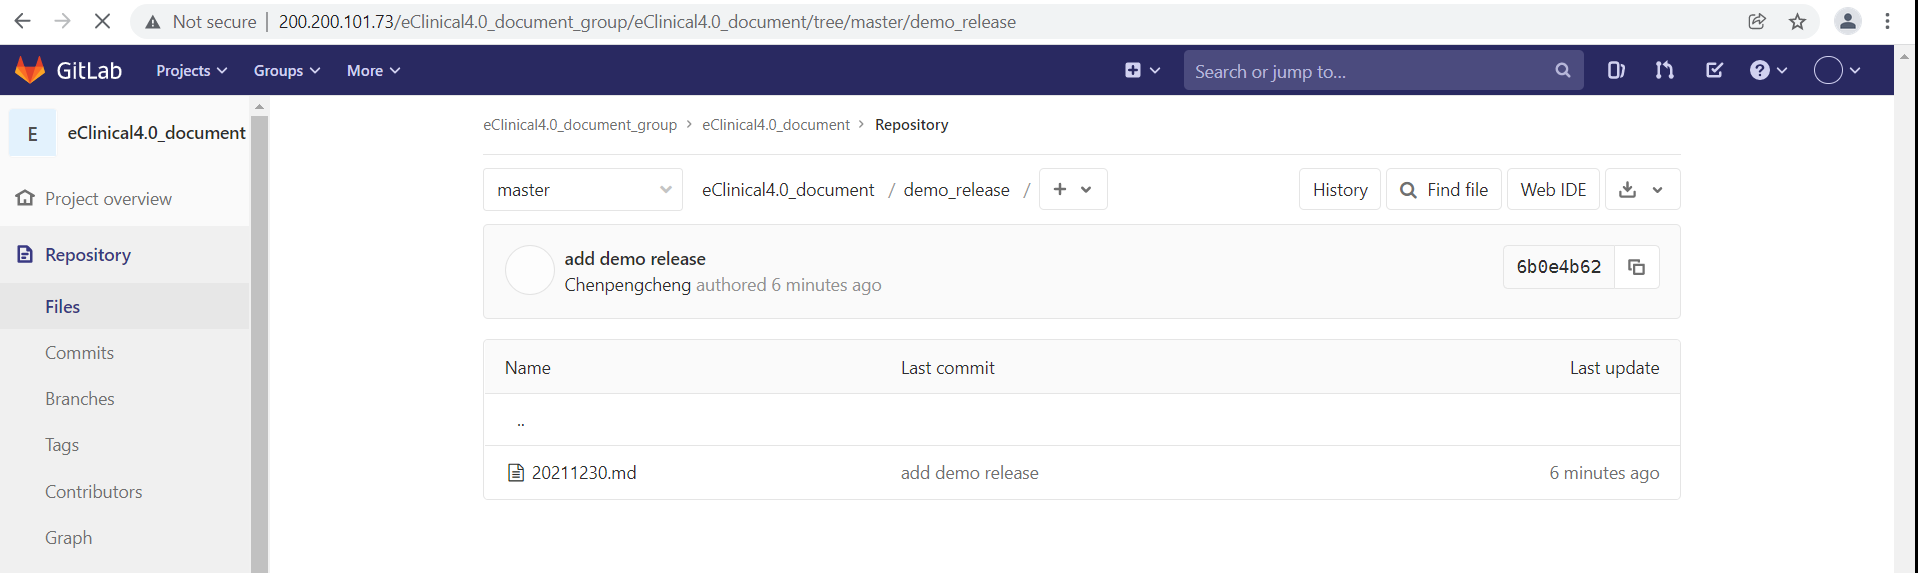 Not secure | 200.200.101.73/eClinical4.0_document_group/eClinical4.0_document/tree/master/demo_release
GitLab Projects Groups More Search or jump to...
E eClinical4.0_document
eClinical4.0_document_group > eClinical4.0_document > Repository
master eClinical4.0_document / demo_release / + History Find file Web IDE
Project overview
Repository
Files
Commits
Branches
Tags
Contributors
Graph
add demo release
Chenpengcheng authored 6 minutes ago
6b0e4b62
Name Last commit Last update
..
20211230.md add demo release 6 minutes ago